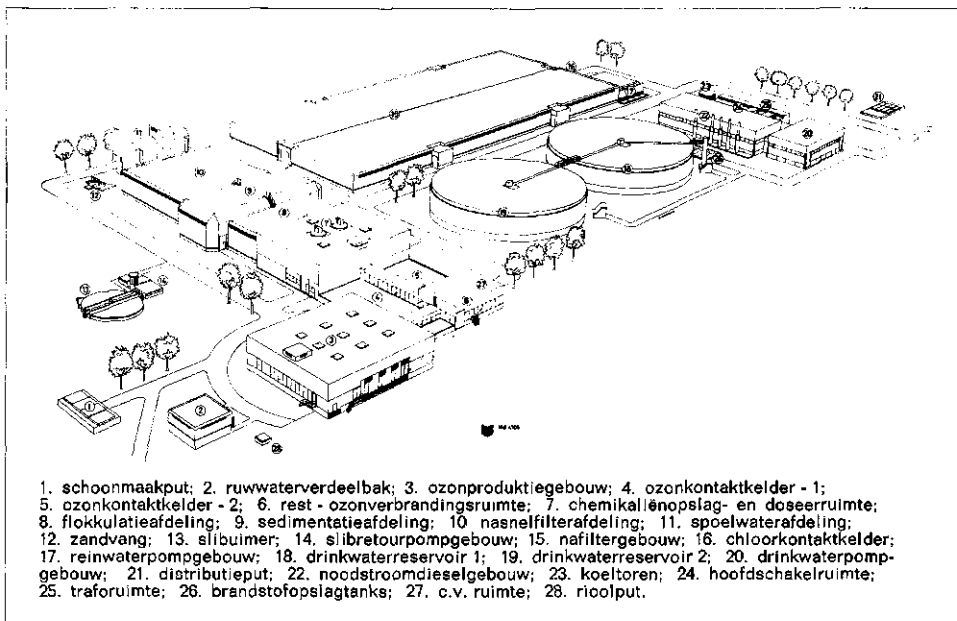 1. schoonmaakput; 2. ruwwaterverdeelbak; 3. ozonproduktiegebouw; 4. ozonkontaktkelder - 1;
5. ozonkontaktkelder - 2; 6. rest - ozonverbrandingsruimte; 7. chemikaliënopslag- en doseerruimte;
8. flokkulatieafdeling; 9. sedimentatieafdeling; 10 nasnelfilterafdeling; 11. spoelwaterafdeling;
12. zandvang; 13. slibuimer; 14. slibretourpompgebouw; 15. nafiltergebouw; 16. chloorkontaktkelder;
17. reinwaterpompgebouw; 18. drinkwaterreservoir 1; 19. drinkwaterreservoir 2; 20. drinkwaterpomp-
gebouw; 21. distributieput; 22. noodstroomdieselgebouw; 23. koeltoren; 24. hoofdschakelruimte;
25. traforuimte; 26. brandstofopslagtanks; 27. c.v. ruimte; 28. rioolput.